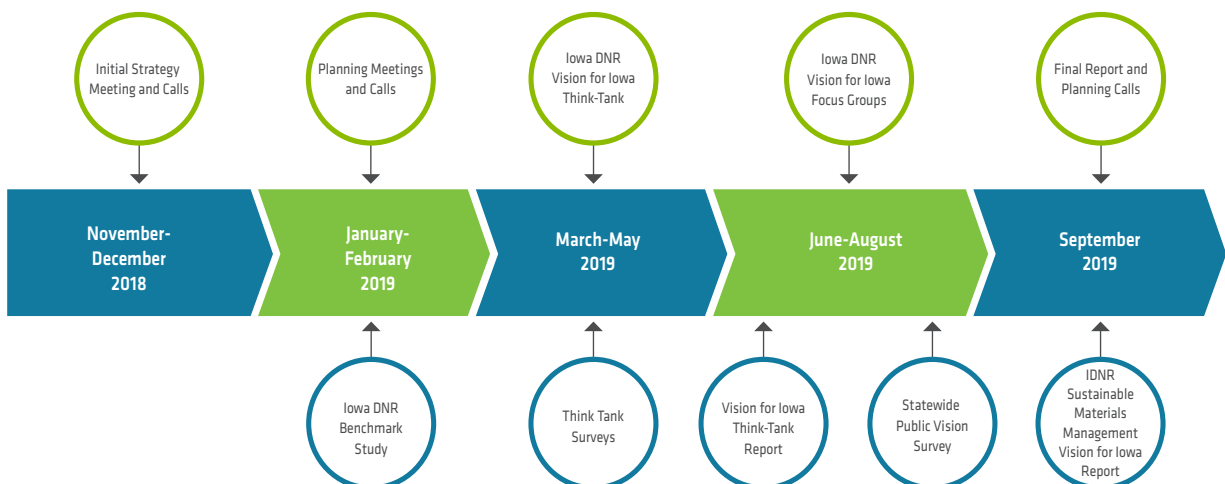 Initial Strategy
Meeting and Calls
Planning Meetings
and Calls
Iowa DNR
Vision for Iowa
Think-Tank
Iowa DNR
Vision for Iowa
Focus Groups
Final Report and
Planning Calls
November-
December
2018
January-
February
2019
March-May
2019
June-August
2019
September
2019
Iowa DNR
Benchmark
Study
Think Tank
Surveys
Vision for Iowa
Think-Tank
Report
Statewide
Public Vision
Survey
IDNR
Sustainable
Materials
Management
Vision for Iowa
Report